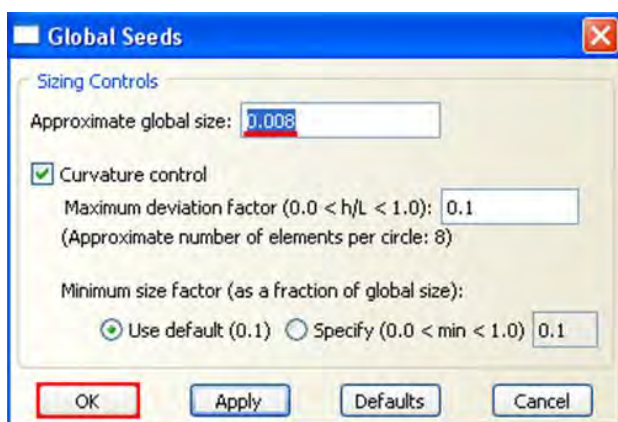 Global Seeds
Sizing Controls
Approximate global size: 0.008
Curvature control
Maximum deviation factor (0.0 < h/L < 1.0): 0.1
(Approximate number of elements per circle: 8)
Minimum size factor (as a fraction of global size):
Use default (0.1) Specify (0.0 < min < 1.0) 0.1
OK Apply Defaults Cancel